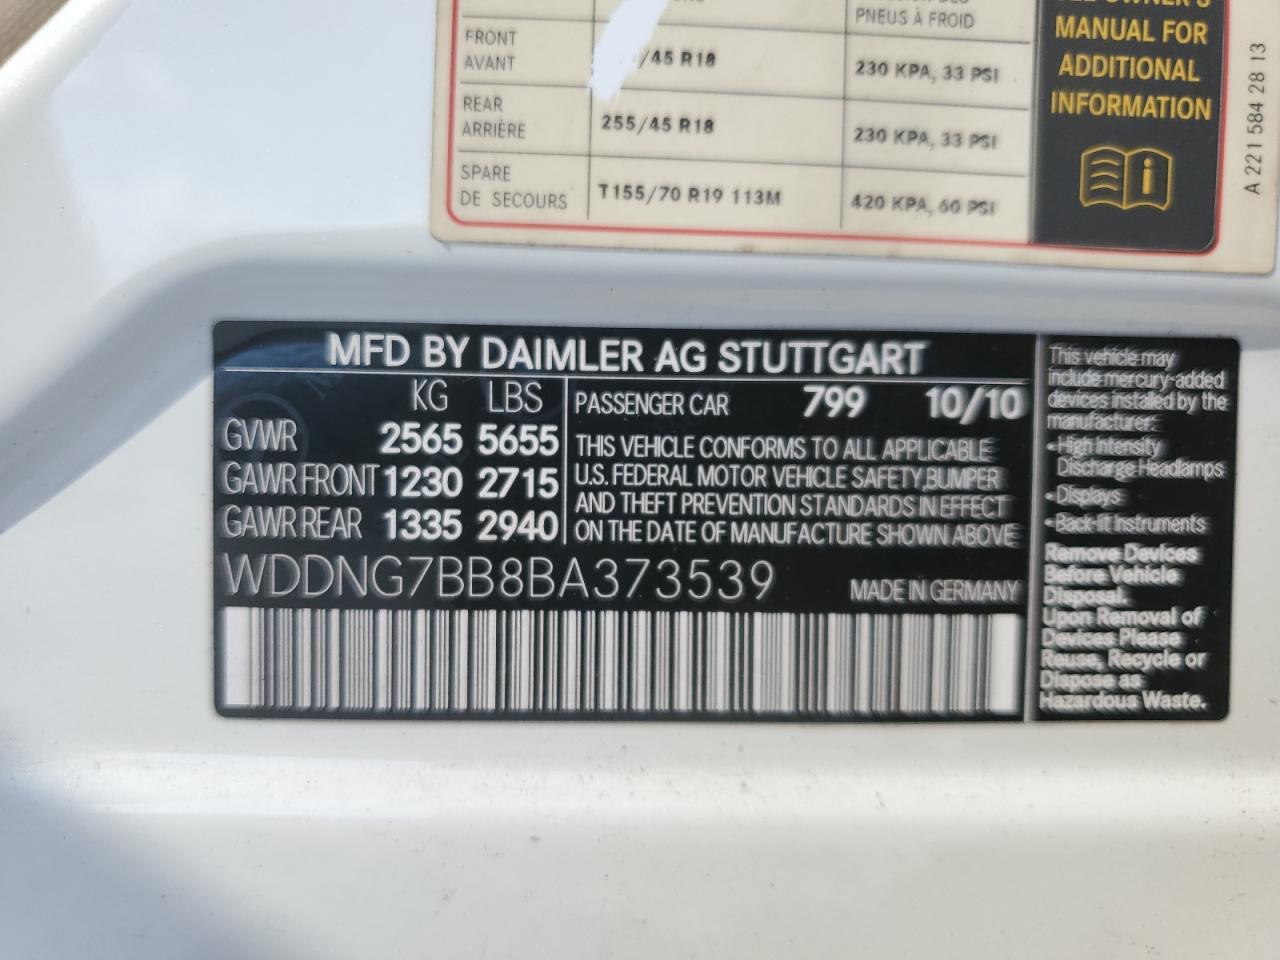 PNEUS À FROID
FRONT
AVANT
/45 R18
230 KPA, 33 PSI
REAR
ARRIÈRE
255/45 R18
230 KPA, 33 PSI
SPARE
DE SECOURS
T155/70 R19 113M
420 KPA, 60 PSI
SEE OWNER'S
MANUAL FOR
ADDITIONAL
INFORMATION
A 221 584 28 13
MFD BY DAIMLER AG STUTTGART
KG LBS
GVWR 2565 5655
GAWR FRONT 1230 2715
GAWR REAR 1335 2940
PASSENGER CAR 799 10/10
THIS VEHICLE CONFORMS TO ALL APPLICABLE
U.S. FEDERAL MOTOR VEHICLE SAFETY, BUMPER
AND THEFT PREVENTION STANDARDS IN EFFECT
ON THE DATE OF MANUFACTURE SHOWN ABOVE
WDDNG7BB8BA373539
MADE IN GERMANY
This vehicle may
include mercury-added
devices installed by the
manufacturer:
• High Intensity
Discharge Headlamps
• Displays
• Back-lit Instruments
Remove Devices
Before Vehicle
Disposal.
Upon Removal of
Devices Please
Reuse, Recycle or
Dispose as
Hazardous Waste.